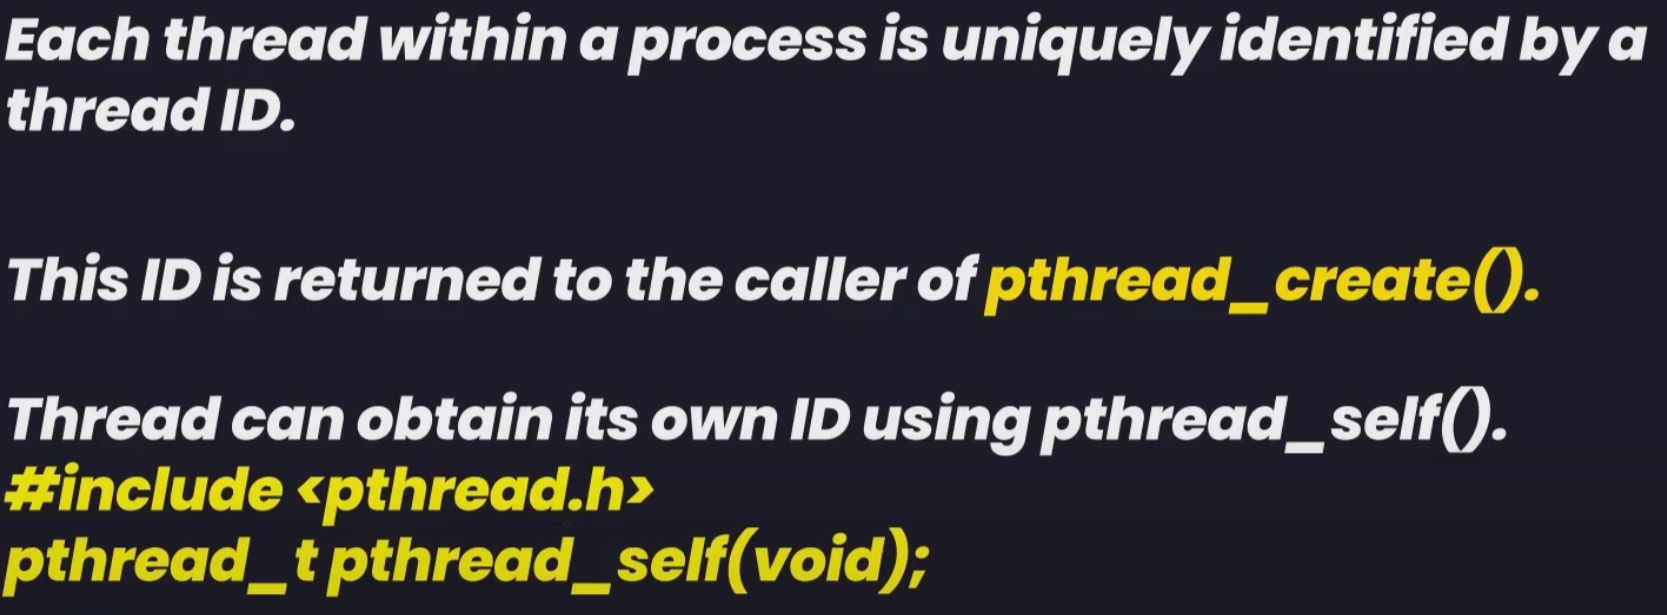 Each thread within a process is uniquely identified by a
thread ID.
This ID is returned to the caller of pthread_create().
Thread can obtain its own ID using pthread_self().
#include <pthread.h>
pthread_t pthread_self(void);